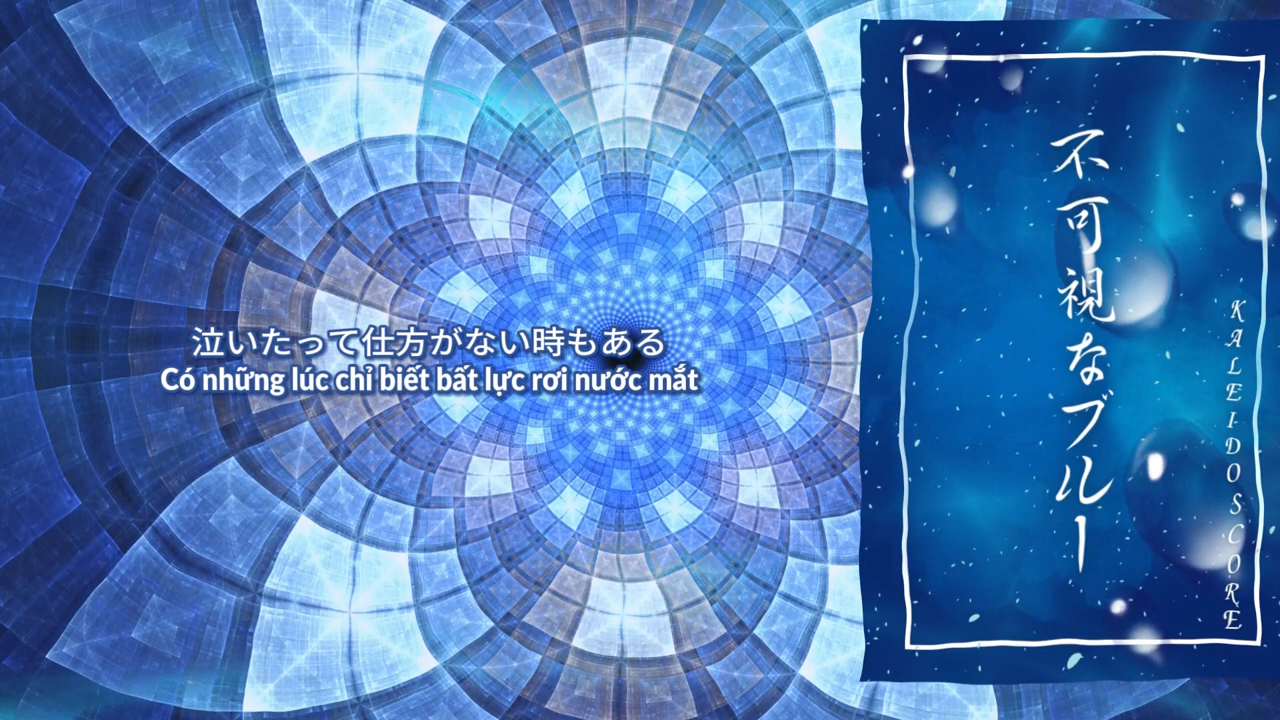 泣いたって仕方がない時もある
Có những lúc chỉ biết bất lực rơi nước mắt
不可視なブルー
KALEIDOSCORE